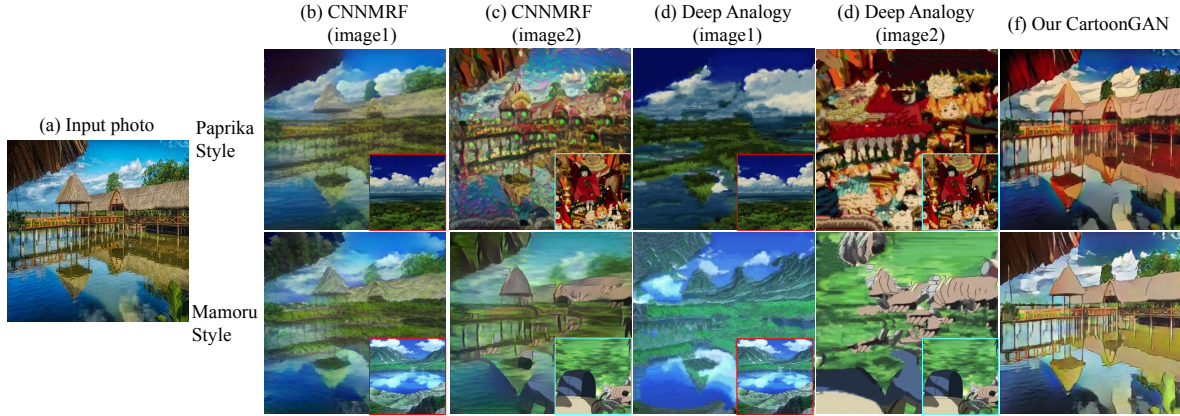 (b) CNNMRF
(image1)
(c) CNNMRF
(image2)
(d) Deep Analogy
(image1)
(d) Deep Analogy
(image2)
(f) Our CartoonGAN
(a) Input photo
Paprika
Style
Mamoru
Style